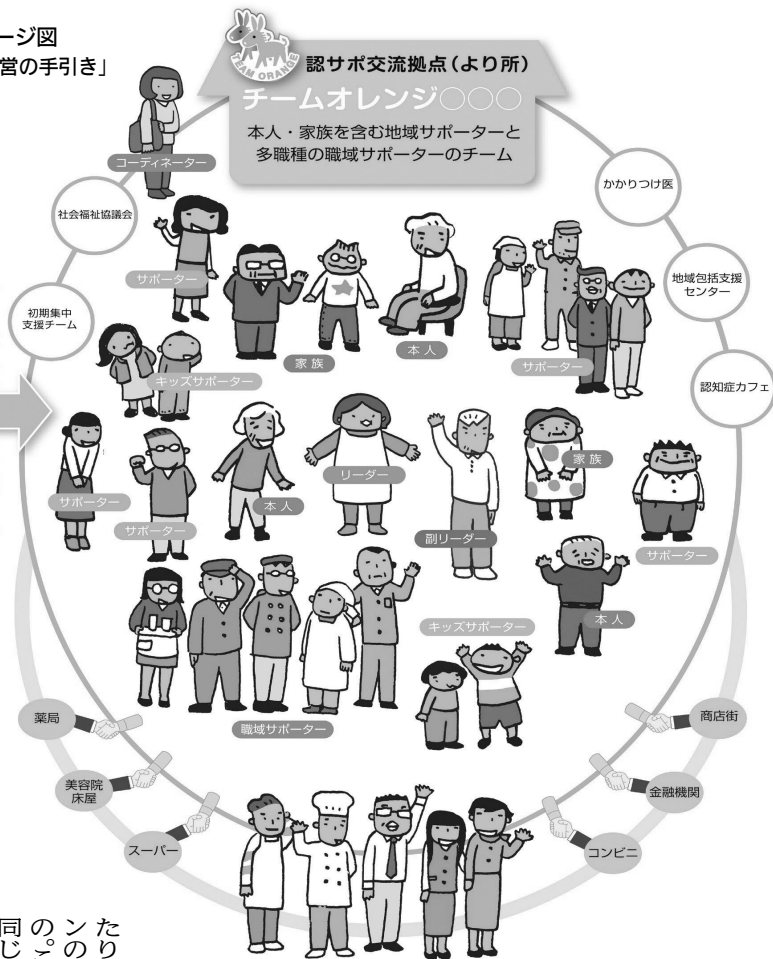 ージ図
営の手引き」
TEAM ORANGE
認サポ交流拠点(より所)
チームオレンジ○○○
本人・家族を含む地域サポーターと
多職種の職域サポーターのチーム
コーディネーター
かかりつけ医
社会福祉協議会
地域包括支援
センター
サポーター
初期集中
支援チーム
家族
本人
サポーター
キッズサポーター
認知症カフェ
リーダー
家族
サポーター
サポーター
本人
副リーダー
サポーター
本人
キッズサポーター
職域サポーター
薬局
商店街
美容院
床屋
金融機関
スーパー
コンビニ
たり
ンの
の
同じ